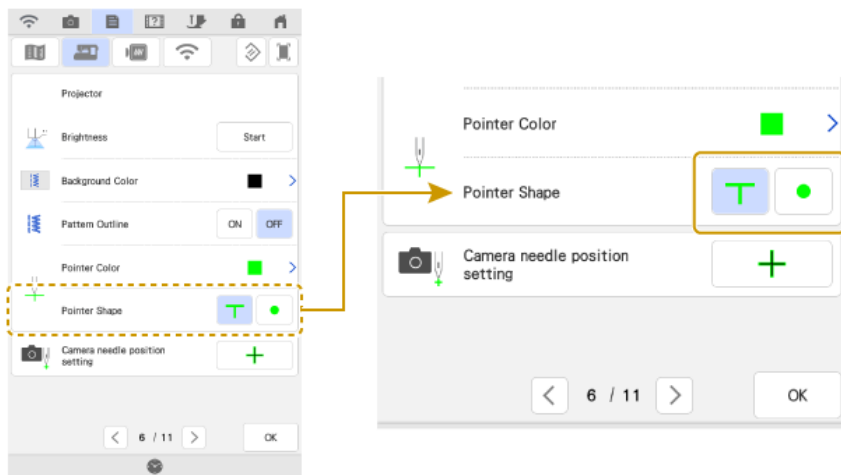 Projector
Brightness
Start
Background Color
Pattern Outline
ON
OFF
Pointer Color
Pointer Shape
Camera needle position
setting
6 / 11
OK
Pointer Color
Pointer Shape
Camera needle position
setting
6 / 11
OK